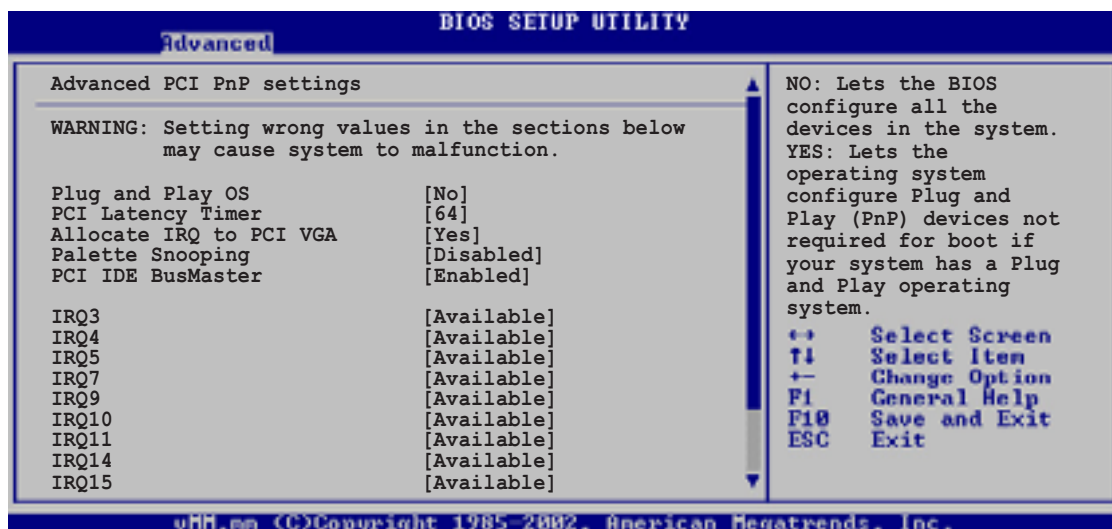 BIOS SETUP UTILITY
Advanced
Advanced PCI PnP settings
WARNING: Setting wrong values in the sections below
may cause system to malfunction.
Plug and Play OS [No]
PCI Latency Timer [64]
Allocate IRQ to PCI VGA [Yes]
Palette Snooping [Disabled]
PCI IDE BusMaster [Enabled]
IRQ3 [Available]
IRQ4 [Available]
IRQ5 [Available]
IRQ7 [Available]
IRQ9 [Available]
IRQ10 [Available]
IRQ11 [Available]
IRQ14 [Available]
IRQ15 [Available]
NO: Lets the BIOS
configure all the
devices in the system.
YES: Lets the
operating system
configure Plug and
Play (PnP) devices not
required for boot if
your system has a Plug
and Play operating
system.
←→ Select Screen
↑↓ Select Item
+- Change Option
F1 General Help
F10 Save and Exit
ESC Exit
(C)Copyright 1985-2002, American Megatrends, Inc.